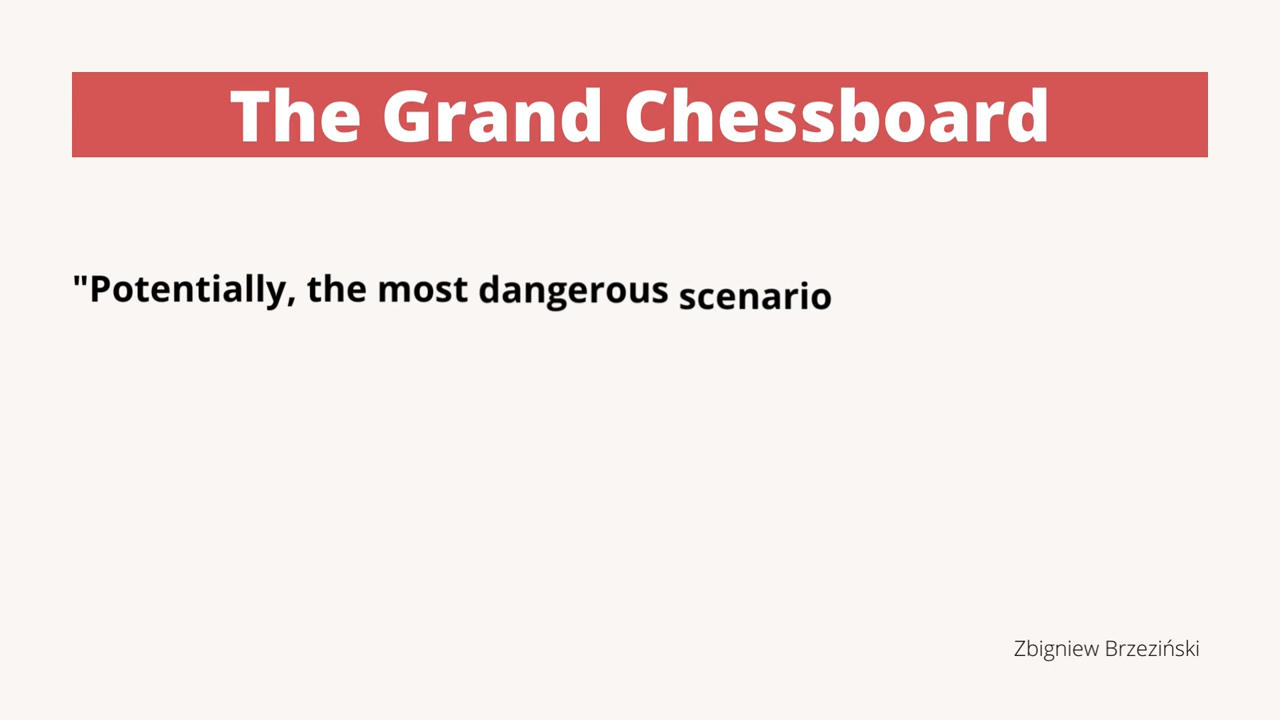 The Grand Chessboard
"Potentially, the most dangerous scenario
Zbigniew Brzeziński